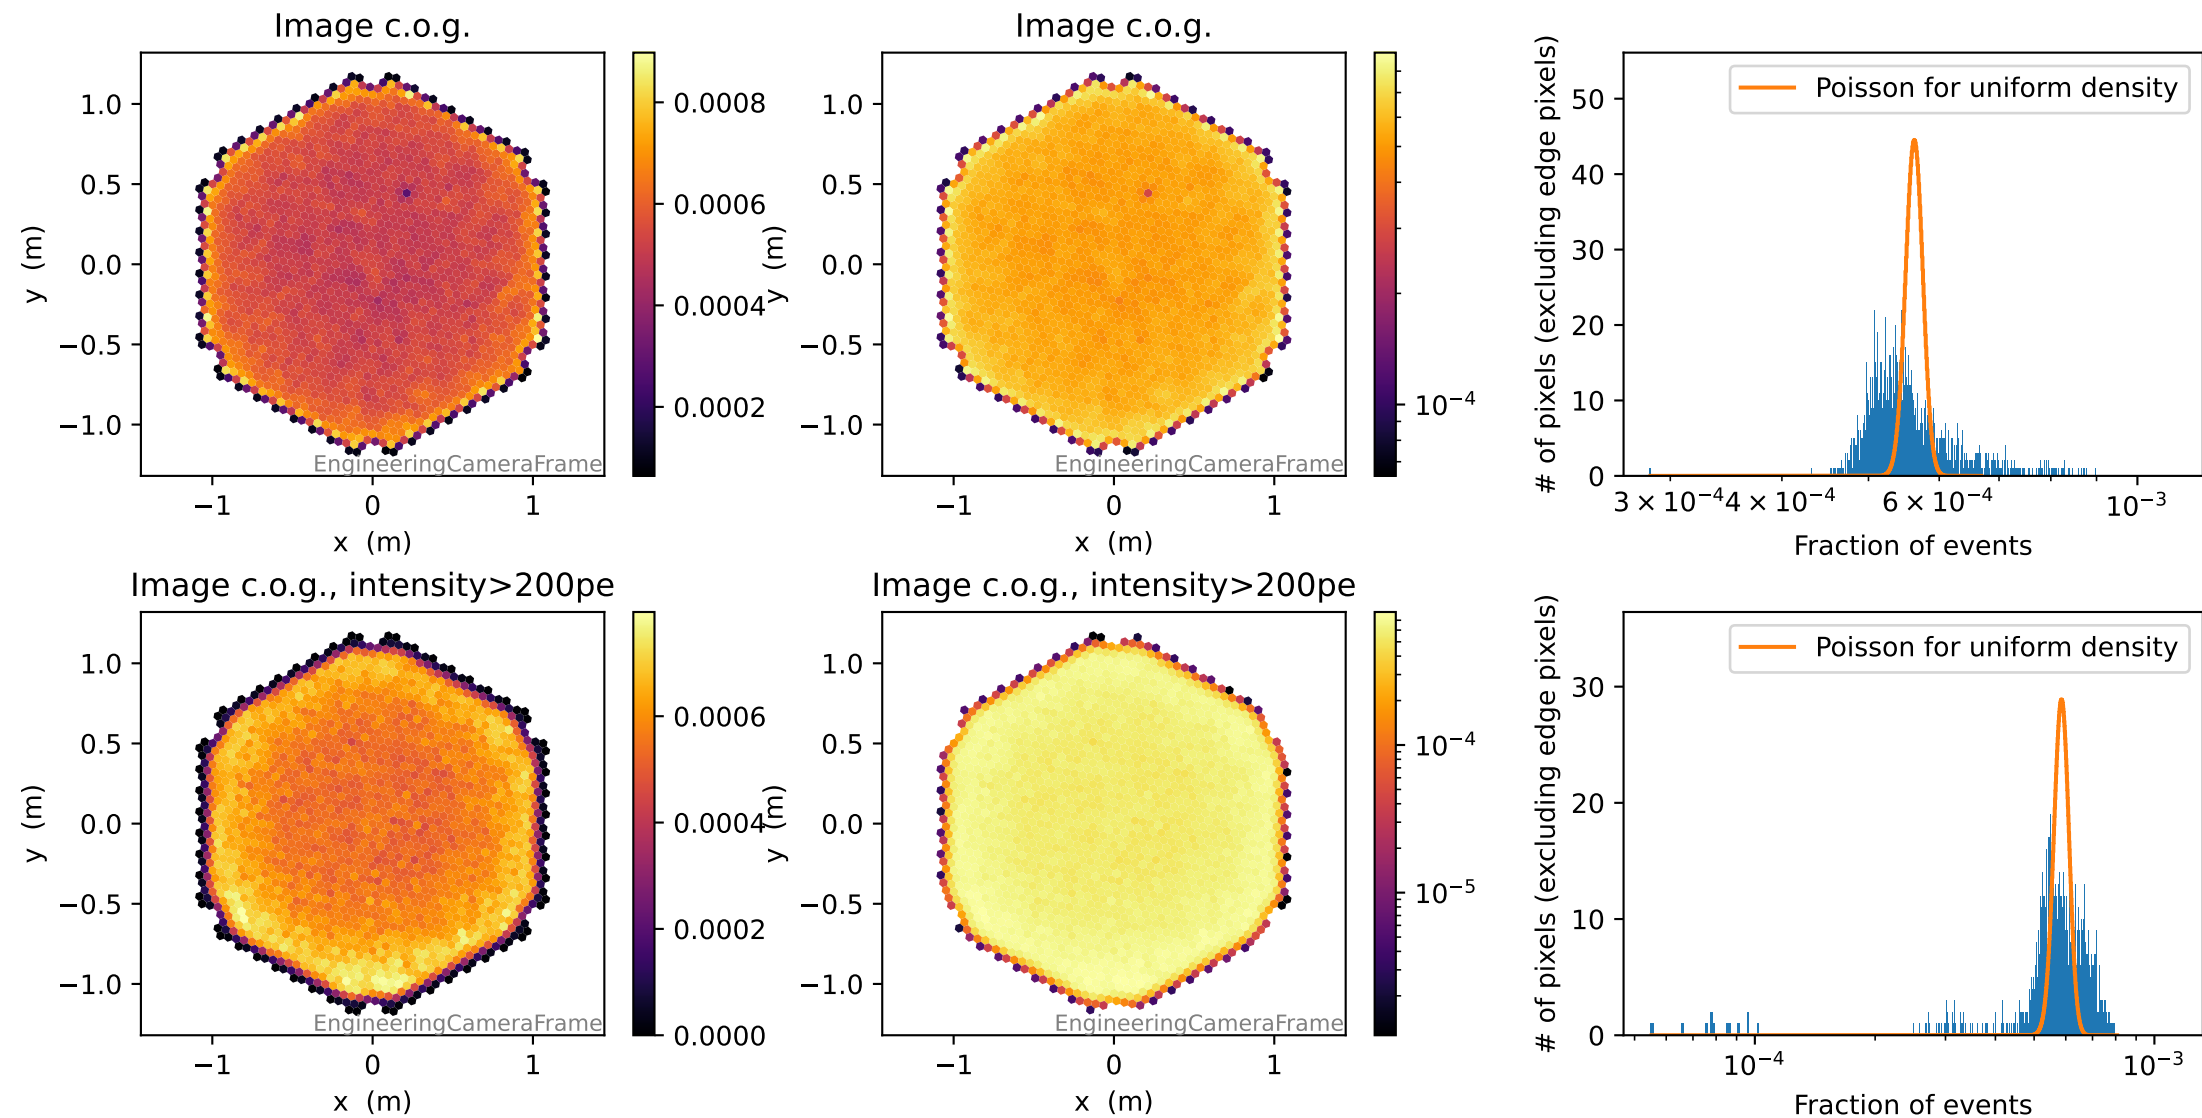 Image c.o.g.
1.0
0.5
0.0
−0.5
−1.0
y (m)
−1 0 1
x (m)
EngineeringCameraFrame
0.0008
0.0006
0.0004
0.0002
Image c.o.g.
1.0
0.5
0.0
−0.5
−1.0
y (m)
−1 0 1
x (m)
EngineeringCameraFrame
10⁻⁴
Poisson for uniform density
50
40
30
20
10
0
# of pixels (excluding edge pixels)
3 × 10⁻⁴ 4 × 10⁻⁴ 6 × 10⁻⁴ 10⁻³
Fraction of events
Image c.o.g., intensity>200pe
1.0
0.5
0.0
−0.5
−1.0
y (m)
−1 0 1
x (m)
EngineeringCameraFrame
0.0006
0.0004
0.0002
0.0000
Image c.o.g., intensity>200pe
1.0
0.5
0.0
−0.5
−1.0
y (m)
−1 0 1
x (m)
EngineeringCameraFrame
10⁻⁴
10⁻⁵
Poisson for uniform density
30
20
10
0
# of pixels (excluding edge pixels)
10⁻⁴ 10⁻³
Fraction of events